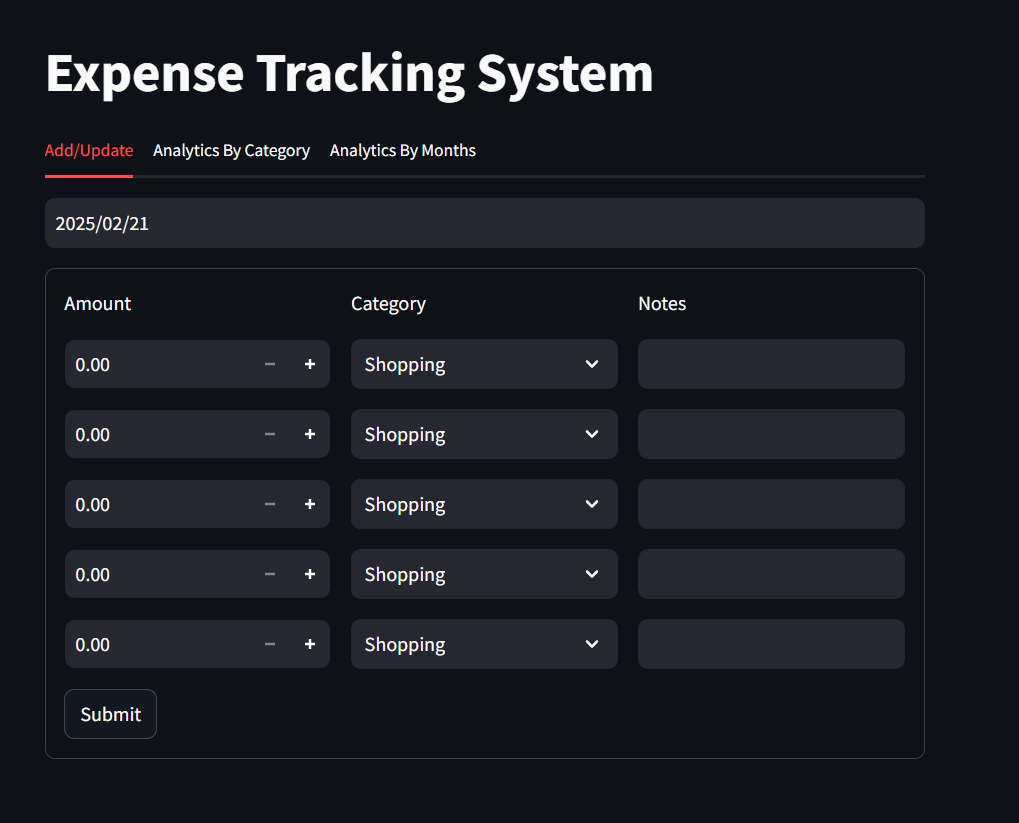 Expense Tracking System
Add/Update Analytics By Category Analytics By Months
2025/02/21
Amount Category Notes
0.00 Shopping
0.00 Shopping
0.00 Shopping
0.00 Shopping
0.00 Shopping
Submit